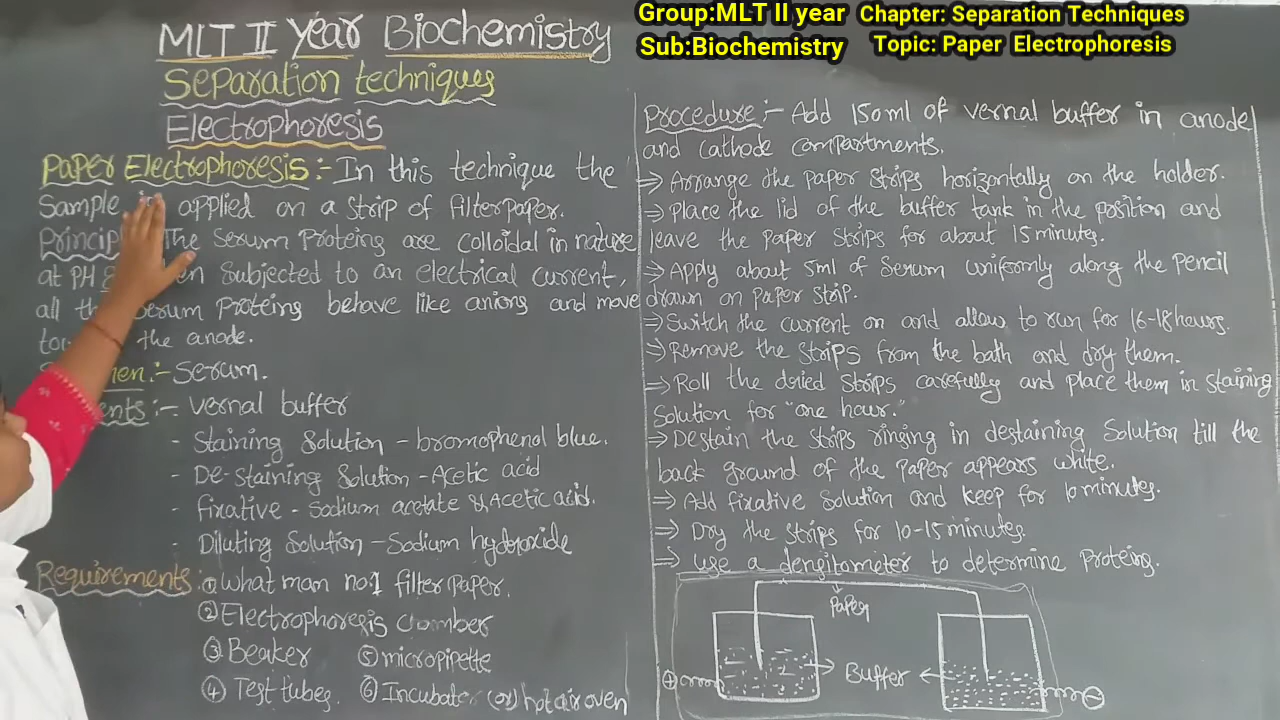 Group:MLT II year Chapter: Separation Techniques
Sub:Biochemistry Topic: Paper Electrophoresis
MLT II year Biochemistry
Separation techniques
Electrophoresis
Paper Electrophoresis:- In this technique the
Sample applied on a strip of filterpaper.
The Serum Proteins are colloidal in nature
at PH Subjected to an electrical current,
all Serum Proteins behave like anions and move
the anode.
Serum.
:- vernal buffer
- Staining Solution - bromophenol blue.
- De-staining Solution - Acetic acid
- fixative - Sodium acetate & Acetic acid.
- Diluting Solution - Sodium hydroxide
Requirements: ① What man no:1 filterpaper.
② Electrophoresis chamber
③ Beaker ⑤ micropipette
④ Test tubes. ⑥ Incubator (or) hot air oven
Procedure:- Add 150ml of vernal buffer in anode
and cathode compartments.
⇒ Arrange the paper strips horizontally on the holder.
⇒ Place the lid of the buffer tank in the position and
leave the paper strips for about 15 minutes.
⇒ Apply about 5ml of Serum uniformly along the pencil
drawn on paper strip.
⇒ Switch the current on and allow to run for 16-18 hours.
⇒ Remove the strips from the bath and dry them.
⇒ Roll the dried strips carefully and place them in staining
Solution for "one hour."
⇒ Destain the strips ringing in destaining Solution till the
back ground of the paper appears white.
⇒ Add fixative Solution and keep for 10 minutes.
⇒ Dry the strips for 10-15 minutes.
⇒ use a densitometer to determine proteins.
Paper
Buffer
+
-